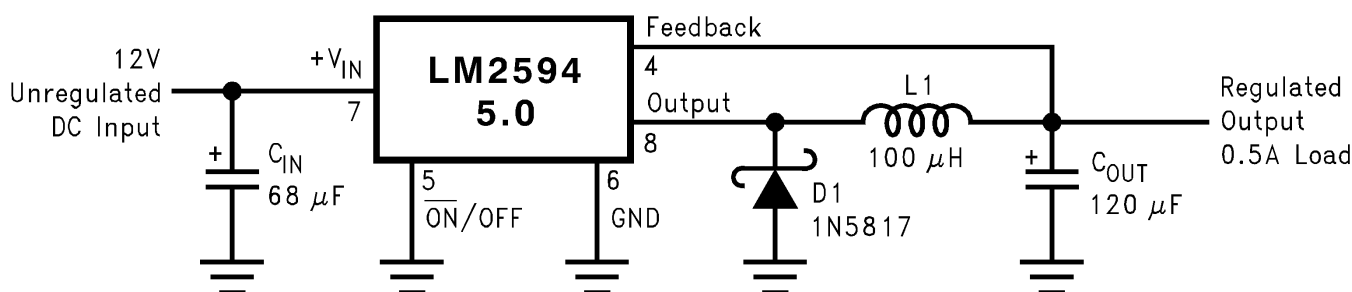 12V
Unregulated
DC Input
+VIN
7
CIN
68 µF
+
LM2594
5.0
5
ON/OFF
6
GND
Feedback
4
Output
8
D1
1N5817
L1
100 µH
+
COUT
120 µF
Regulated
Output
0.5A Load